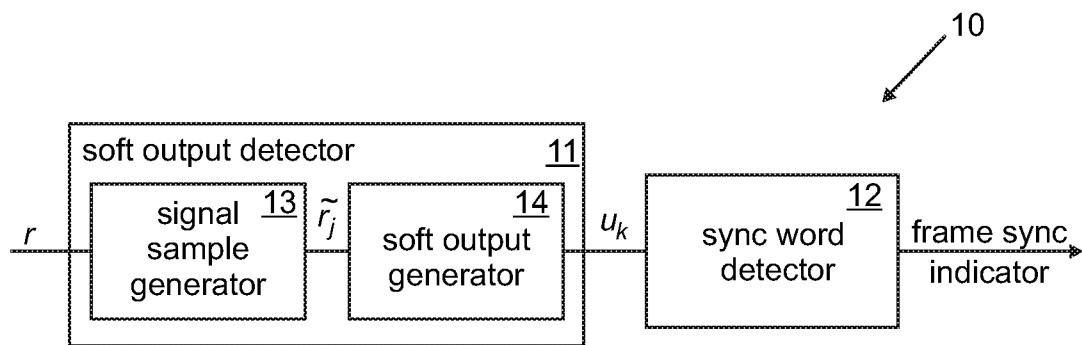 10
soft output detector
11
r
signal
sample
generator
13
r̃j
soft output
generator
14
uk
sync word
detector
12
frame sync
indicator